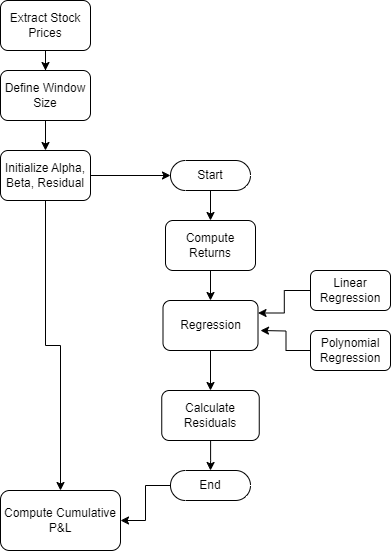 Extract Stock
Prices
Define Window
Size
Initialize Alpha,
Beta, Residual
Start
Compute
Returns
Regression
Linear
Regression
Polynomial
Regression
Calculate
Residuals
End
Compute Cumulative
P&L